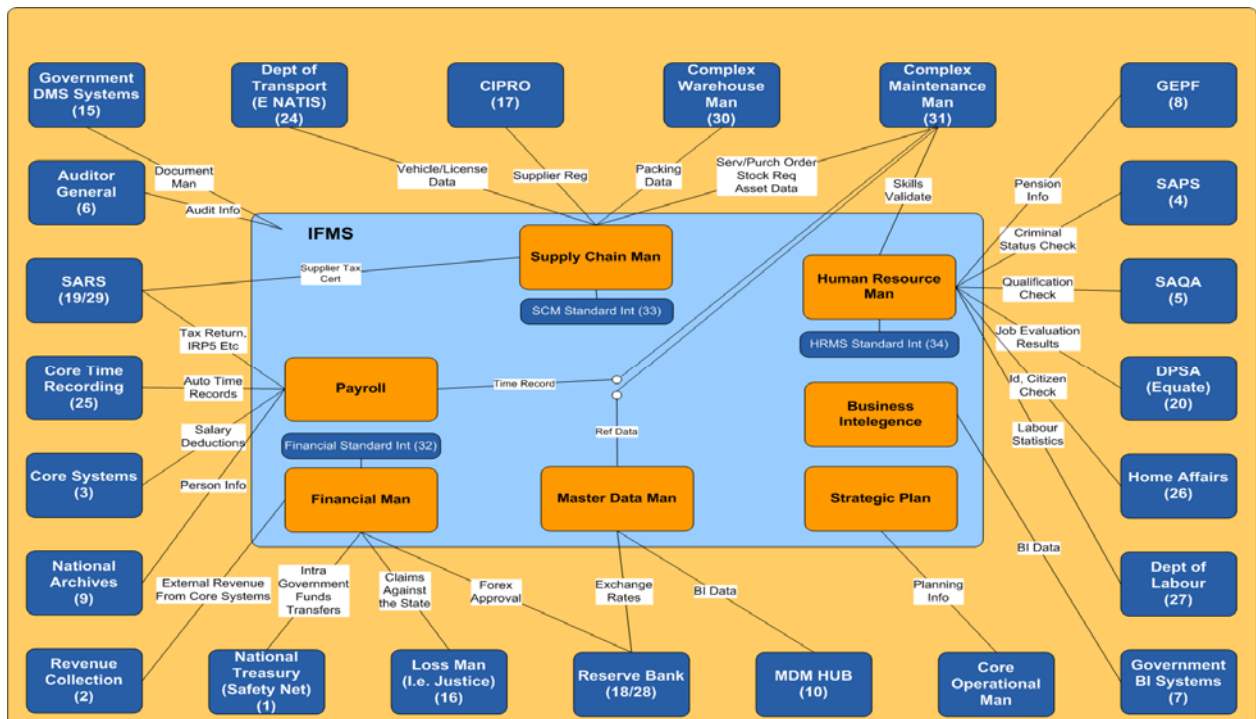 Government
DMS Systems
(15)
Dept of
Transport
(E NATIS)
(24)
CIPRO
(17)
Complex
Warehouse
Man
(30)
Complex
Maintenance
Man
(31)
GEPF
(8)
Document
Man
Vehicle/License
Data
Supplier Reg
Packing
Data
Serv/Purch Order
Stock Req
Asset Data
Skills
Validate
Pension
Info
Auditor
General
(6)
Audit Info
SAPS
(4)
Criminal
Status Check
IFMS
Supply Chain Man
SCM Standard Int (33)
Human Resource
Man
HRMS Standard Int (34)
SARS
(19/29)
Supplier Tax
Cert
SAQA
(5)
Qualification
Check
Tax Return,
IRP5 Etc
Job Evaluation
Results
Core Time
Recording
(25)
Auto Time
Records
Payroll
Time Record
Business
Intelegence
DPSA
(Equate)
(20)
Id, Citizen
Check
Salary
Deductions
Financial Standard Int (32)
Ref Data
Labour
Statistics
Core Systems
(3)
Person Info
Financial Man
Master Data Man
Strategic Plan
Home Affairs
(26)
National
Archives
(9)
External Revenue
From Core Systems
Intra
Government
Funds
Transfers
Claims
Against
the State
Forex
Approval
Exchange
Rates
BI Data
Planning
Info
BI Data
Dept of
Labour
(27)
Revenue
Collection
(2)
National
Treasury
(Safety Net)
(1)
Loss Man
(I.e. Justice)
(16)
Reserve Bank
(18/28)
MDM HUB
(10)
Core
Operational
Man
Government
BI Systems
(7)